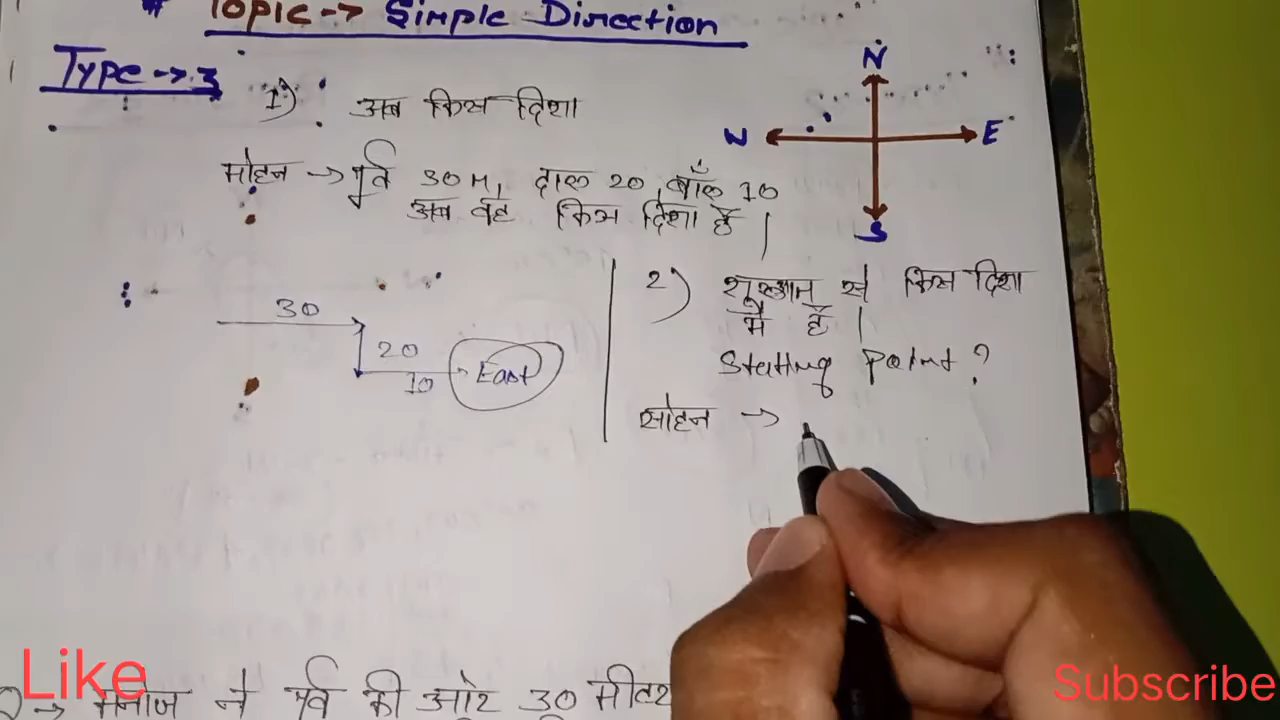 Topic -> Simple Direction
Type -> 3
1) अब किस दिशा
मोहन -> पूर्व 30 M, दाए 20, बाँए 10
अब वह किस दिशा है |
N
W E
S
30
20
10 East
2) शुरुआत से किस दिशा
मै है |
Starting Point ?
सोहन ->
Q -> मनोज ने पूर्व की ओर 30 मीटर
Like
Subscribe